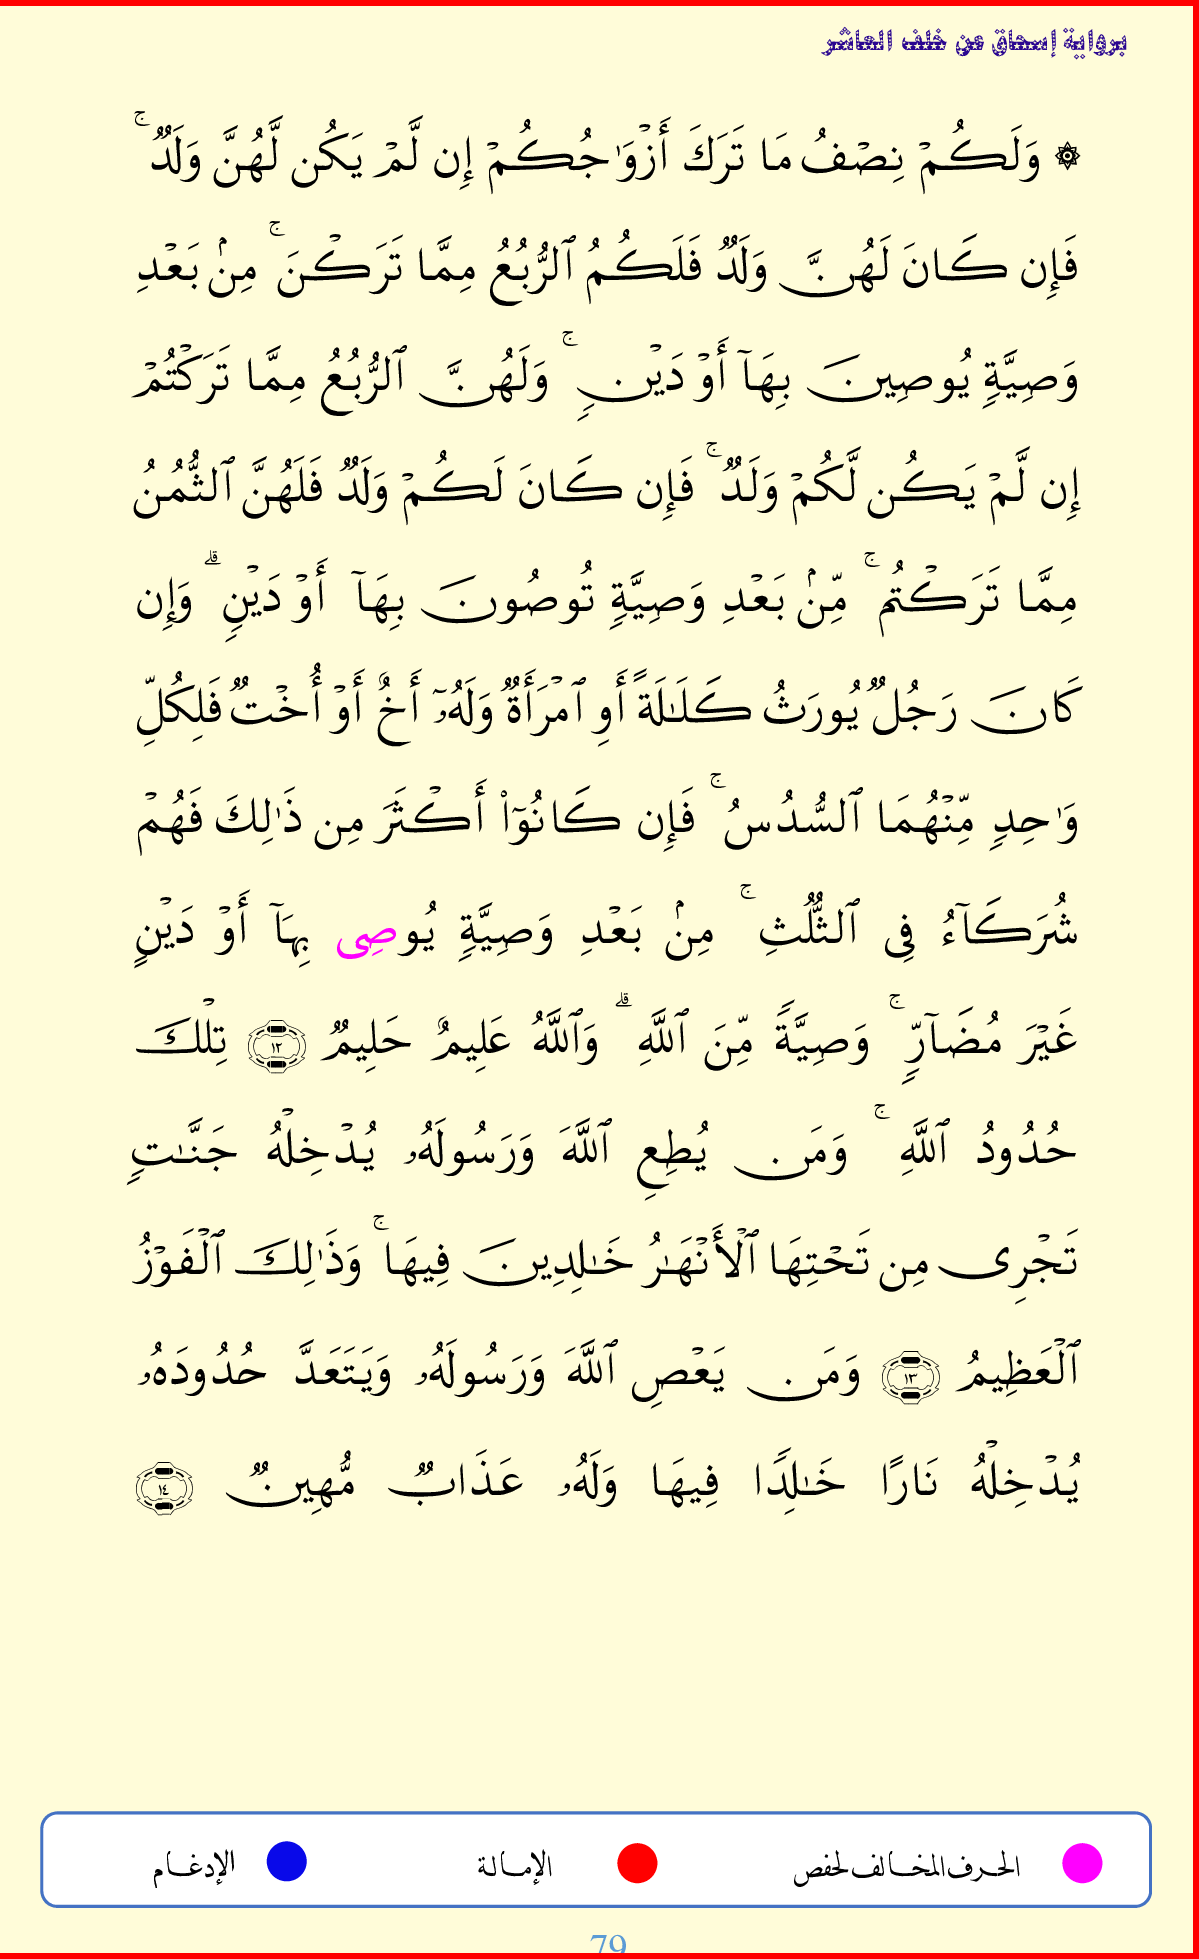 برواية إسحاق عن خلف العاشر
۞ وَلَكُمۡ نِصۡفُ مَا تَرَكَ أَزۡوَٰجُكُمۡ إِن لَّمۡ يَكُن لَّهُنَّ وَلَدٞۚ
فَإِن كَانَ لَهُنَّ وَلَدٞ فَلَكُمُ ٱلرُّبُعُ مِمَّا تَرَكۡنَۚ مِنۢ بَعۡدِ
وَصِيَّةٖ يُوصِينَ بِهَآ أَوۡ دَيۡنٖۚ وَلَهُنَّ ٱلرُّبُعُ مِمَّا تَرَكۡتُمۡ
إِن لَّمۡ يَكُن لَّكُمۡ وَلَدٞۚ فَإِن كَانَ لَكُمۡ وَلَدٞ فَلَهُنَّ ٱلثُّمُنُ
مِمَّا تَرَكۡتُمۚ مِّنۢ بَعۡدِ وَصِيَّةٖ تُوصُونَ بِهَآ أَوۡ دَيۡنٖۗ وَإِن
كَانَ رَجُلٞ يُورَثُ كَلَٰلَةً أَوِ ٱمۡرَأَةٞ وَلَهُۥٓ أَخٌ أَوۡ أُخۡتٞ فَلِكُلِّ
وَٰحِدٖ مِّنۡهُمَا ٱلسُّدُسُۚ فَإِن كَانُوٓاْ أَكۡثَرَ مِن ذَٰلِكَ فَهُمۡ
شُرَكَآءُ فِي ٱلثُّلُثِۚ مِنۢ بَعۡدِ وَصِيَّةٖ يُوصِي بِهَآ أَوۡ دَيۡنٍ
غَيۡرَ مُضَآرّٖۚ وَصِيَّةٗ مِّنَ ٱللَّهِۗ وَٱللَّهُ عَلِيمٌ حَلِيمٞ ١٢ تِلۡكَ
حُدُودُ ٱللَّهِۚ وَمَن يُطِعِ ٱللَّهَ وَرَسُولَهُۥ يُدۡخِلۡهُ جَنَّٰتٖ
تَجۡرِي مِن تَحۡتِهَا ٱلۡأَنۡهَٰرُ خَٰلِدِينَ فِيهَاۚ وَذَٰلِكَ ٱلۡفَوۡزُ
ٱلۡعَظِيمُ ١٣ وَمَن يَعۡصِ ٱللَّهَ وَرَسُولَهُۥ وَيَتَعَدَّ حُدُودَهُۥ
يُدۡخِلۡهُ نَارًا خَٰلِدٗا فِيهَا وَلَهُۥ عَذَابٞ مُّهِينٞ ١٤
الحرف المخالف لحفص الإمالة الإدغام
79